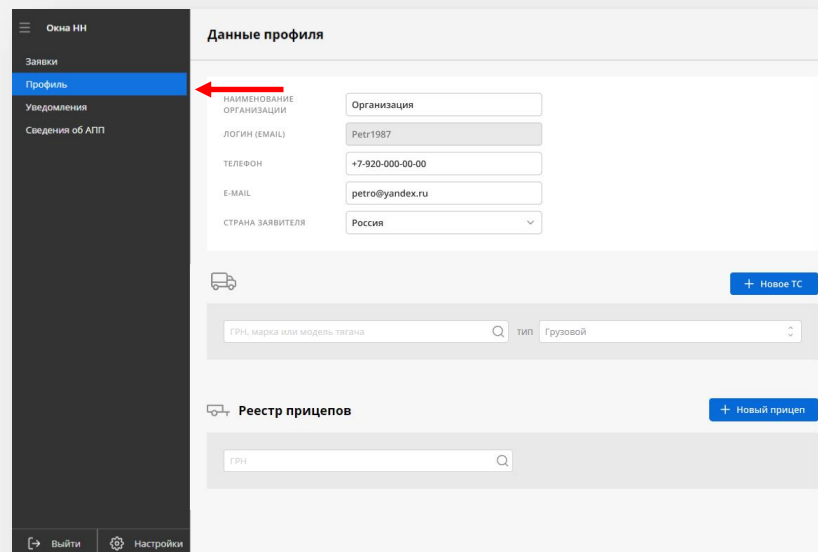 Окна НН
Заявки
Профиль
Уведомления
Сведения об АПП
Выйти
Настройки
Данные профиля
НАИМЕНОВАНИЕ
ОРГАНИЗАЦИИ
Организация
ЛОГИН (EMAIL)
Petr1987
ТЕЛЕФОН
+7-920-000-00-00
E-MAIL
petro@yandex.ru
СТРАНА ЗАЯВИТЕЛЯ
Россия
+ Новое ТС
ГРН, марка или модель тягача
ТИП
Грузовой
Реестр прицепов
+ Новый прицеп
ГРН